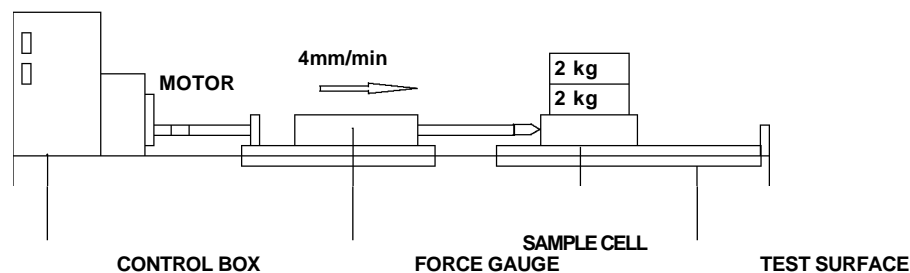 4mm/min
MOTOR
2 kg
2 kg
SAMPLE CELL
CONTROL BOX
FORCE GAUGE
TEST SURFACE